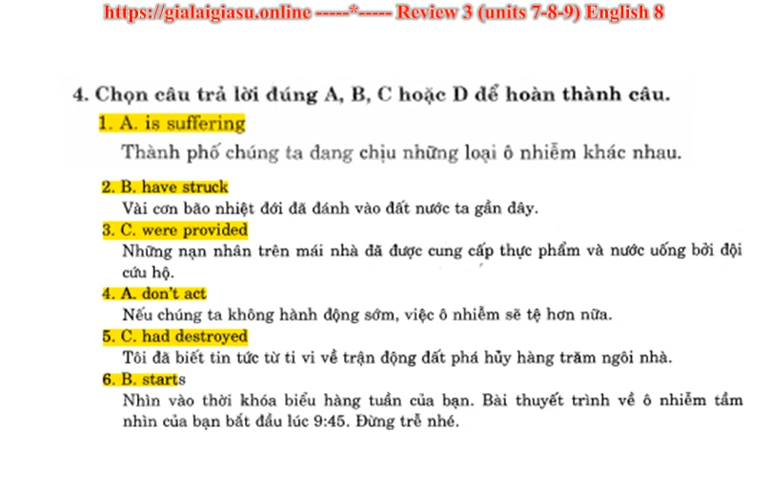 https://gialaigiasu.online -----*----- Review 3 (units 7-8-9) English 8
4. Chọn câu trả lời đúng A, B, C hoặc D để hoàn thành câu.
1. A. is suffering
Thành phố chúng ta đang chịu những loại ô nhiễm khác nhau.
2. B. have struck
Vài cơn bão nhiệt đới đã đánh vào đất nước ta gần đây.
3. C. were provided
Những nạn nhân trên mái nhà đã được cung cấp thực phẩm và nước uống bởi đội
cứu hộ.
4. A. don't act
Nếu chúng ta không hành động sớm, việc ô nhiễm sẽ tệ hơn nữa.
5. C. had destroyed
Tôi đã biết tin tức từ ti vi về trận động đất phá hủy hàng trăm ngôi nhà.
6. B. starts
Nhìn vào thời khóa biểu hàng tuần của bạn. Bài thuyết trình về ô nhiễm tầm
nhìn của bạn bắt đầu lúc 9:45. Đừng trễ nhé.